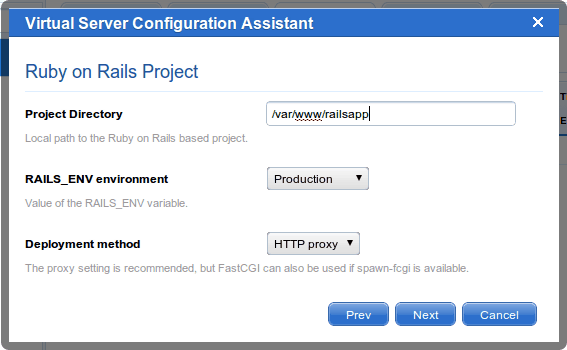 Virtual Server Configuration Assistant
Ruby on Rails Project
Project Directory /var/www/railsapp
Local path to the Ruby on Rails based project.
RAILS_ENV environment Production
Value of the RAILS_ENV variable.
Deployment method HTTP proxy
The proxy setting is recommended, but FastCGI can also be used if spawn-fcgi is available.
Prev Next Cancel